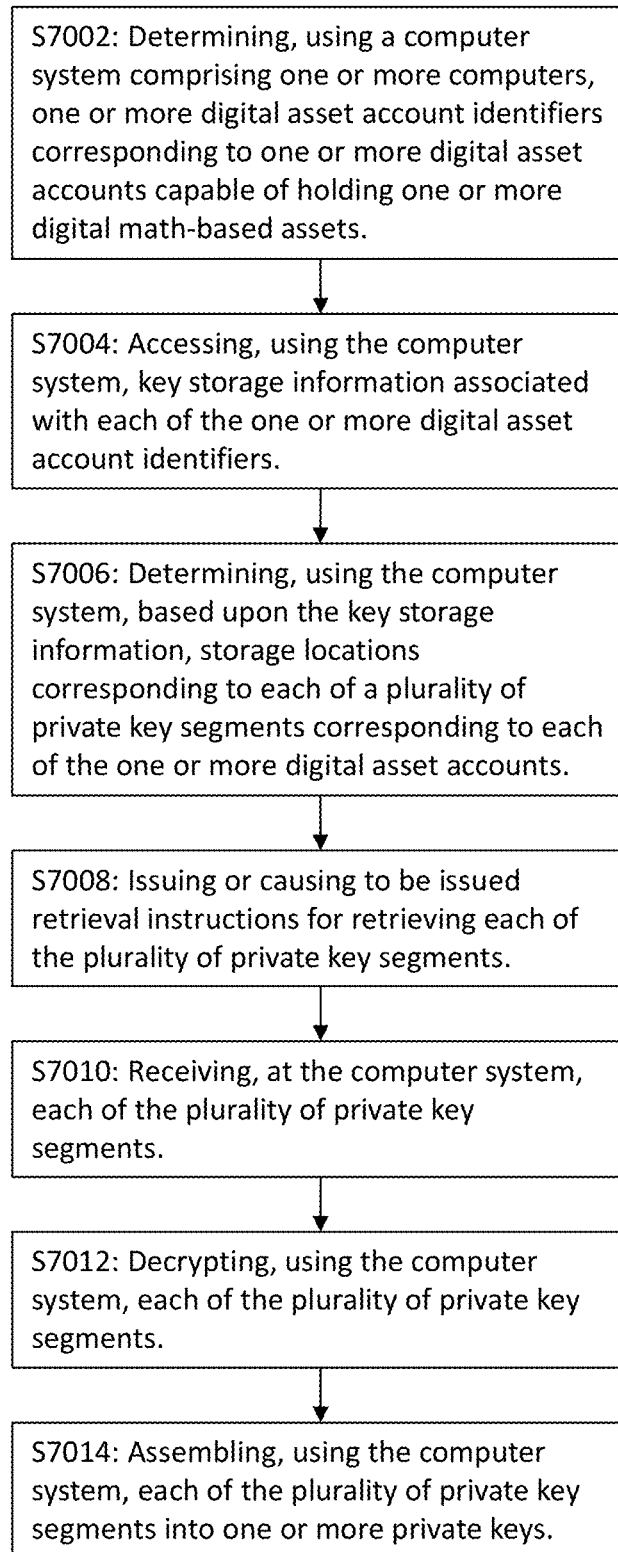 S7002: Determining, using a computer
system comprising one or more computers,
one or more digital asset account identifiers
corresponding to one or more digital asset
accounts capable of holding one or more
digital math-based assets.
S7004: Accessing, using the computer
system, key storage information associated
with each of the one or more digital asset
account identifiers.
S7006: Determining, using the computer
system, based upon the key storage
information, storage locations
corresponding to each of a plurality of
private key segments corresponding to each
of the one or more digital asset accounts.
S7008: Issuing or causing to be issued
retrieval instructions for retrieving each of
the plurality of private key segments.
S7010: Receiving, at the computer system,
each of the plurality of private key
segments.
S7012: Decrypting, using the computer
system, each of the plurality of private key
segments.
S7014: Assembling, using the computer
system, each of the plurality of private key
segments into one or more private keys.